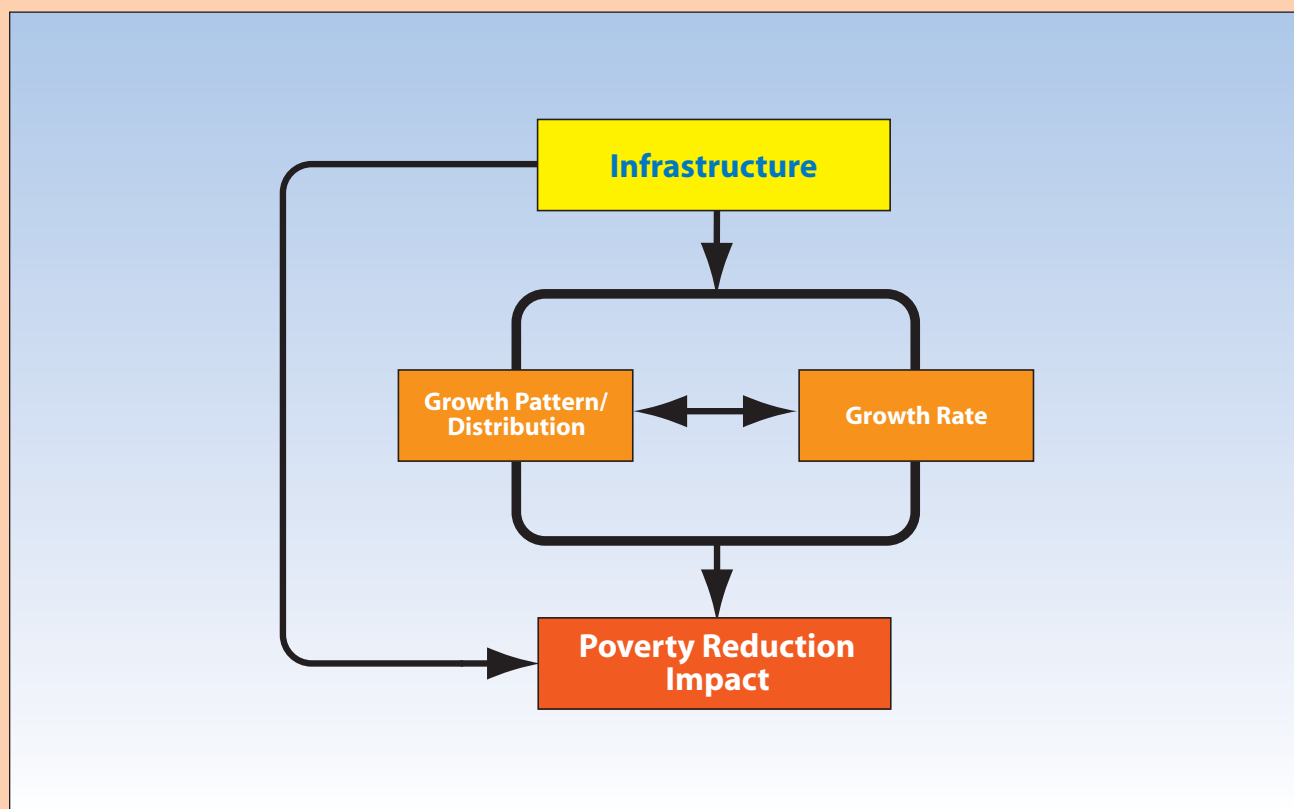 Infrastructure
Growth Pattern/
Distribution
Growth Rate
Poverty Reduction
Impact